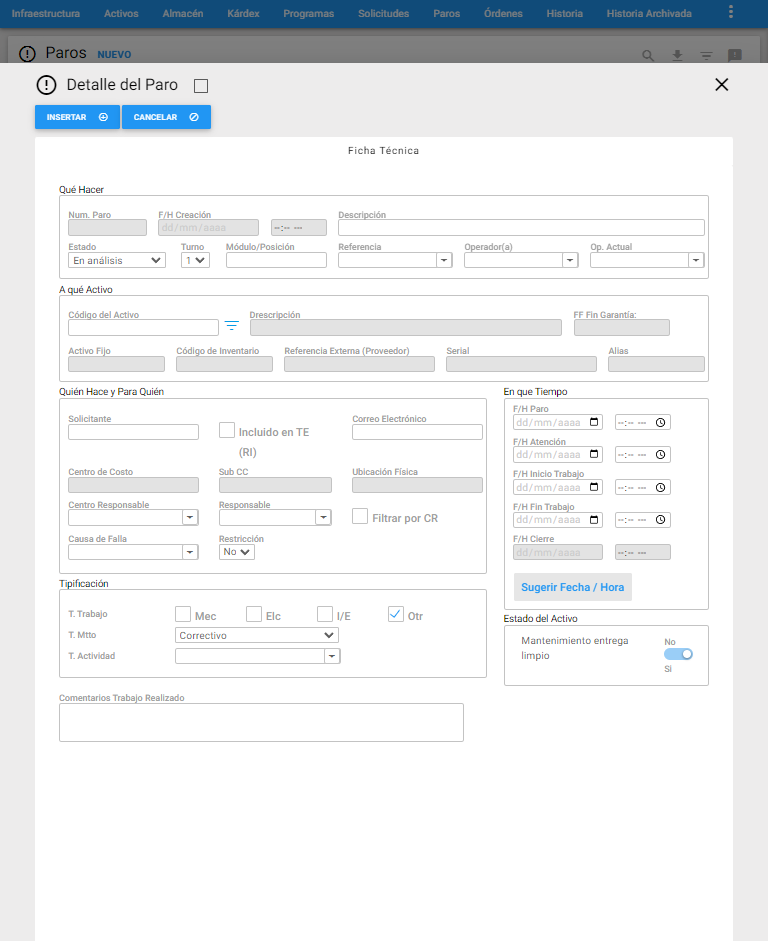 Infraestructura Activos Almacén Kárdex Programas Solicitudes Paros Órdenes Historia Historia Archivada
Paros NUEVO
Detalle del Paro
INSERTAR CANCELAR
Ficha Técnica
Qué Hacer
Num. Paro F/H Creación Descripción
dd/mm/aaaa --:-- ---
Estado Turno Módulo/Posición Referencia Operador(a) Op. Actual
En análisis 1
A qué Activo
Código del Activo Drescripción FF Fin Garantía:
Activo Fijo Código de Inventario Referencia Externa (Proveedor) Serial Alias
Quién Hace y Para Quién
Solicitante Correo Electrónico
Incluido en TE
(RI)
Centro de Costo Sub CC Ubicación Física
Centro Responsable Responsable
Filtrar por CR
Causa de Falla Restricción
No
En que Tiempo
F/H Paro
dd/mm/aaaa --:-- ---
F/H Atención
dd/mm/aaaa --:-- ---
F/H Inicio Trabajo
dd/mm/aaaa --:-- ---
F/H Fin Trabajo
dd/mm/aaaa --:-- ---
F/H Cierre
dd/mm/aaaa --:-- ---
Sugerir Fecha / Hora
Tipificación
T. Trabajo Mec Elc I/E Otr
T. Mtto Correctivo
T. Actividad
Estado del Activo
Mantenimiento entrega
limpio
No
Si
Comentarios Trabajo Realizado